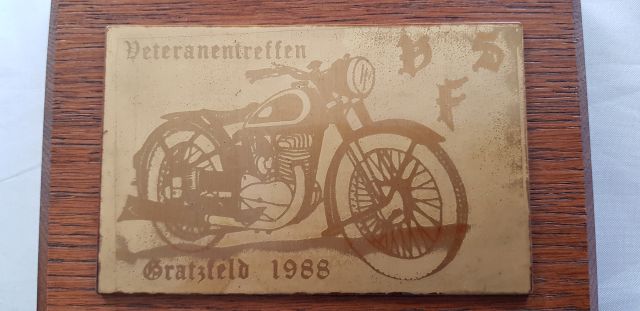 Veteranentreffen
B S
F
Gratzfeld 1988